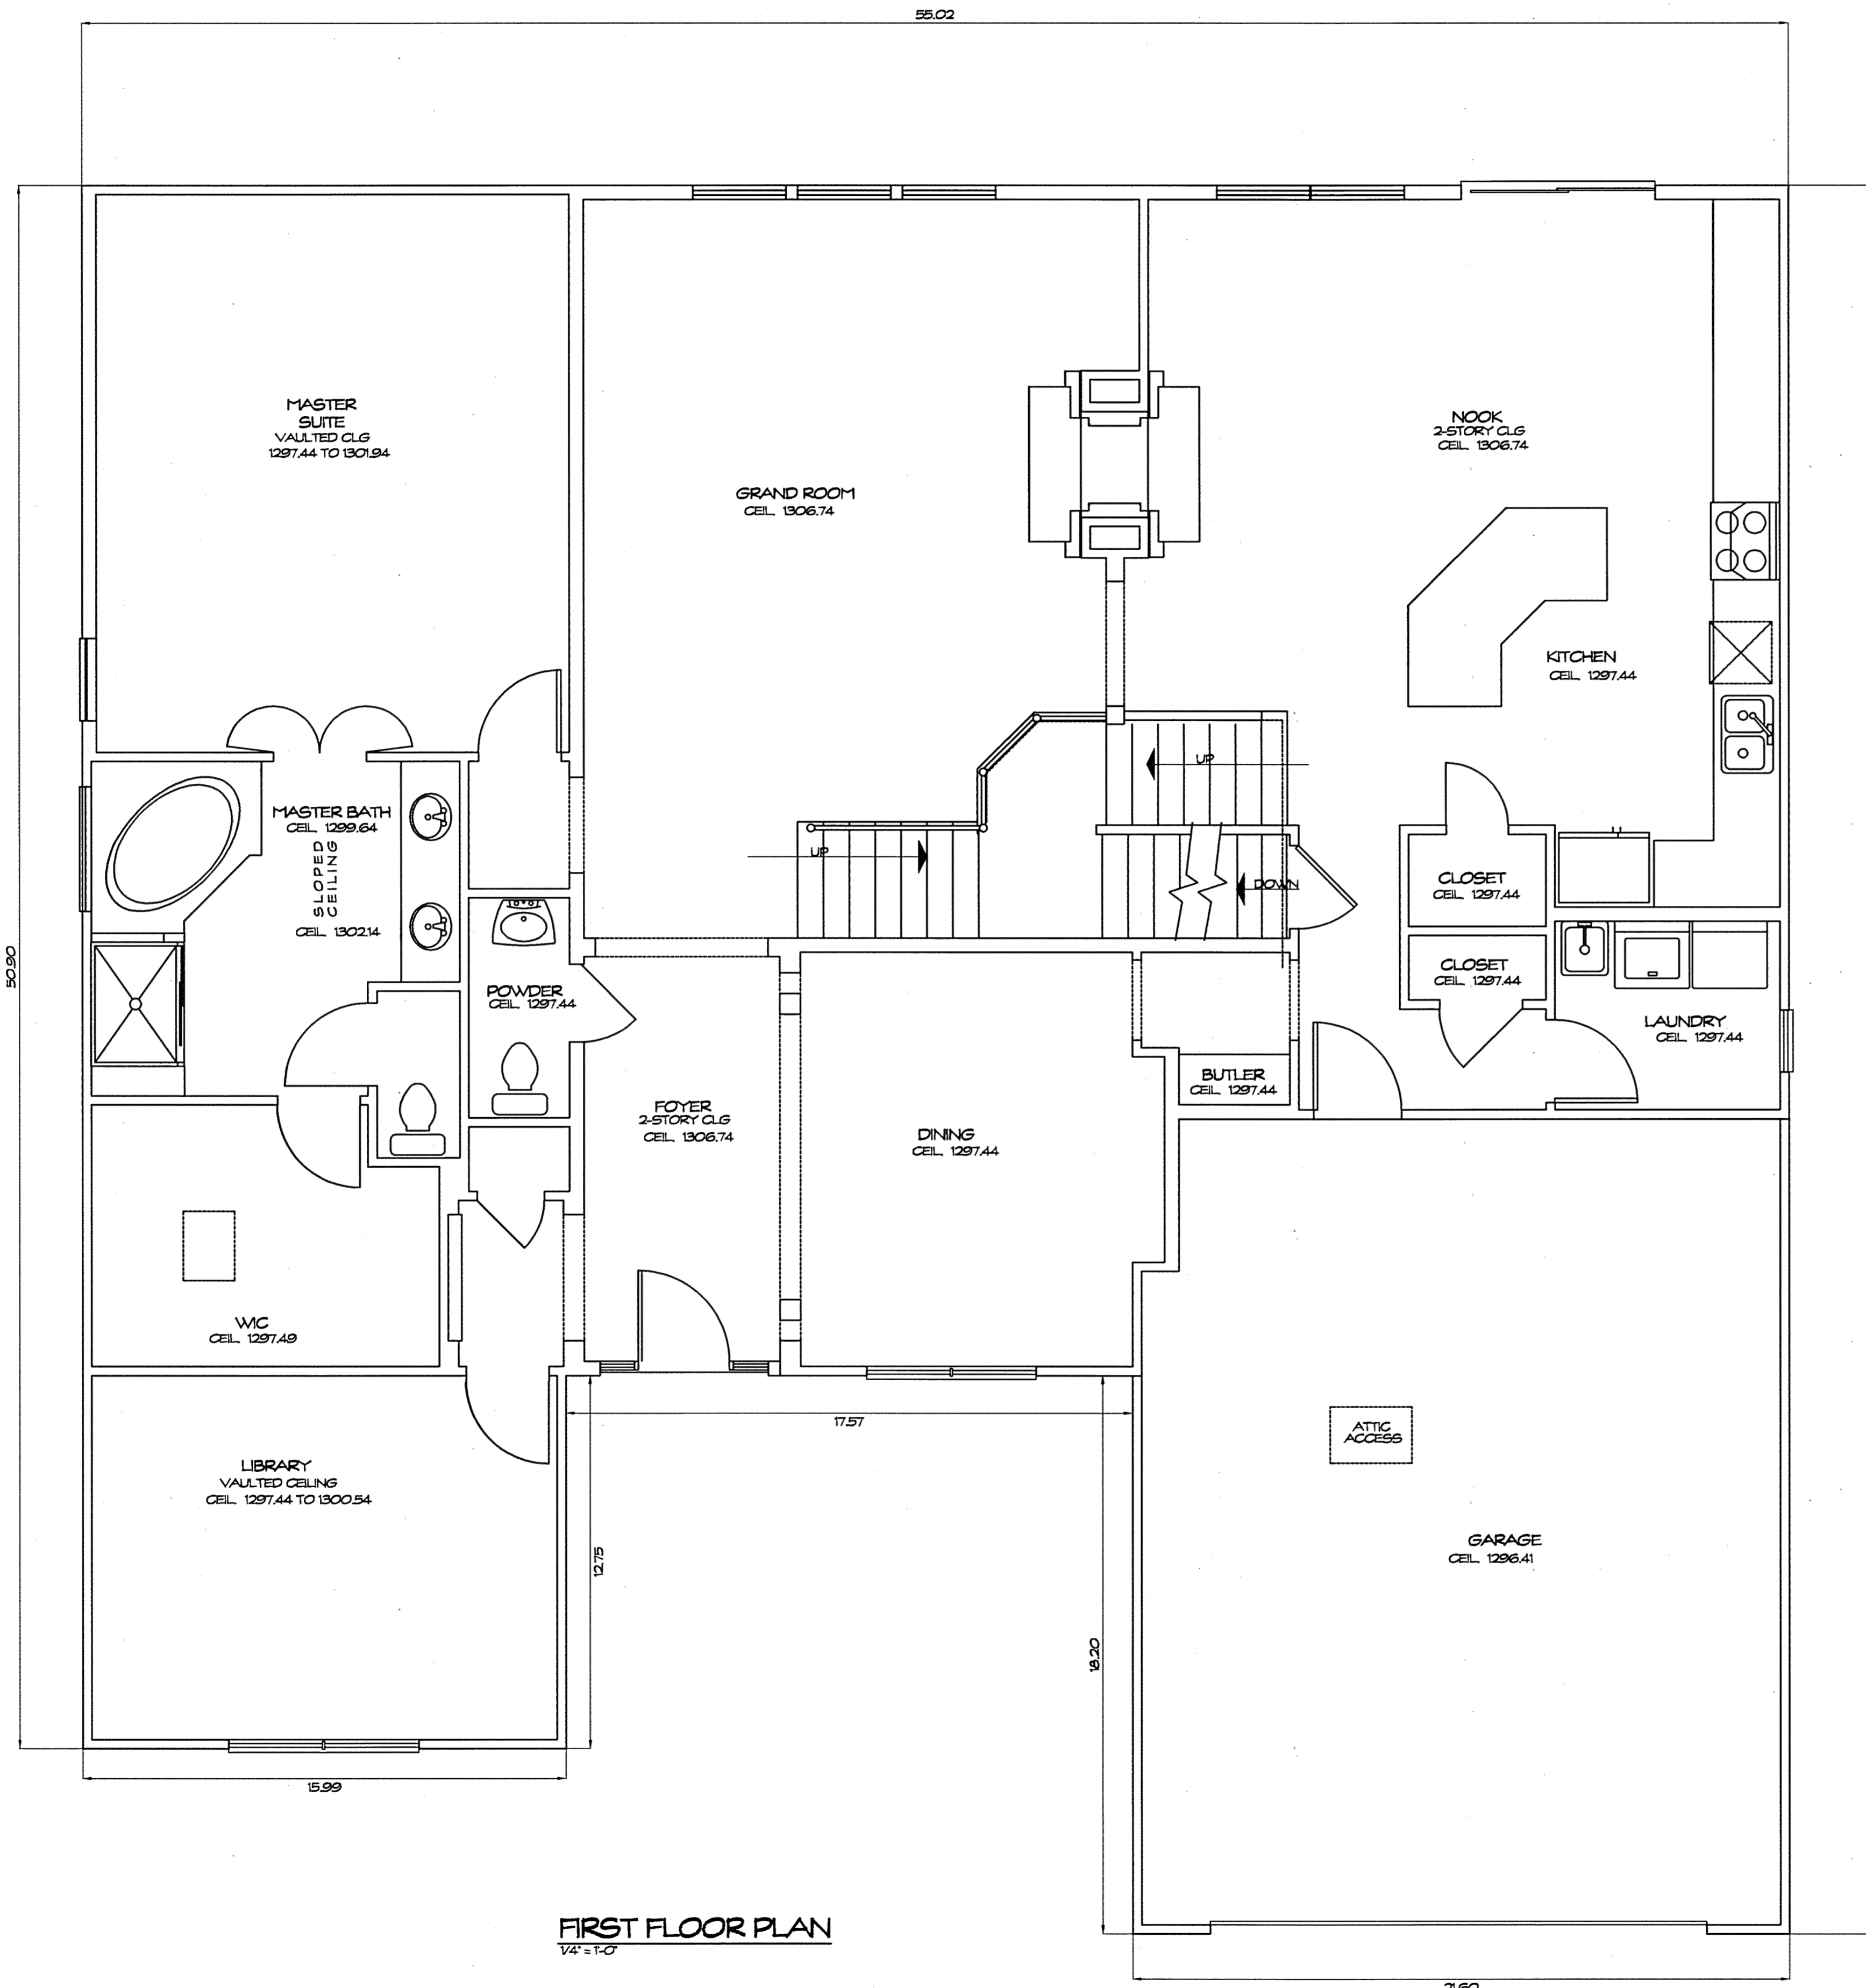 55.02
50.90
MASTER
SUITE
VAULTED CLG
1297.44 TO 1301.94
GRAND ROOM
CEIL. 1306.74
NOOK
2-STORY CLG
CEIL. 1306.74
KITCHEN
CEIL. 1297.44
UP
MASTER BATH
CEIL. 1299.64
SLOPED
CEILING
CEIL. 1302.14
UP
DOWN
CLOSET
CEIL. 1297.44
CLOSET
CEIL. 1297.44
POWDER
CEIL. 1297.44
LAUNDRY
CEIL. 1297.44
BUTLER
CEIL. 1297.44
FOYER
2-STORY CLG
CEIL. 1306.74
DINING
CEIL. 1297.44
WIC
CEIL. 1297.49
17.57
ATTIC
ACCESS
LIBRARY
VAULTED CEILING
CEIL. 1297.44 TO 1300.54
12.75
GARAGE
CEIL. 1296.41
18.20
15.99
FIRST FLOOR PLAN
1/4" = 1'-0"
21.60